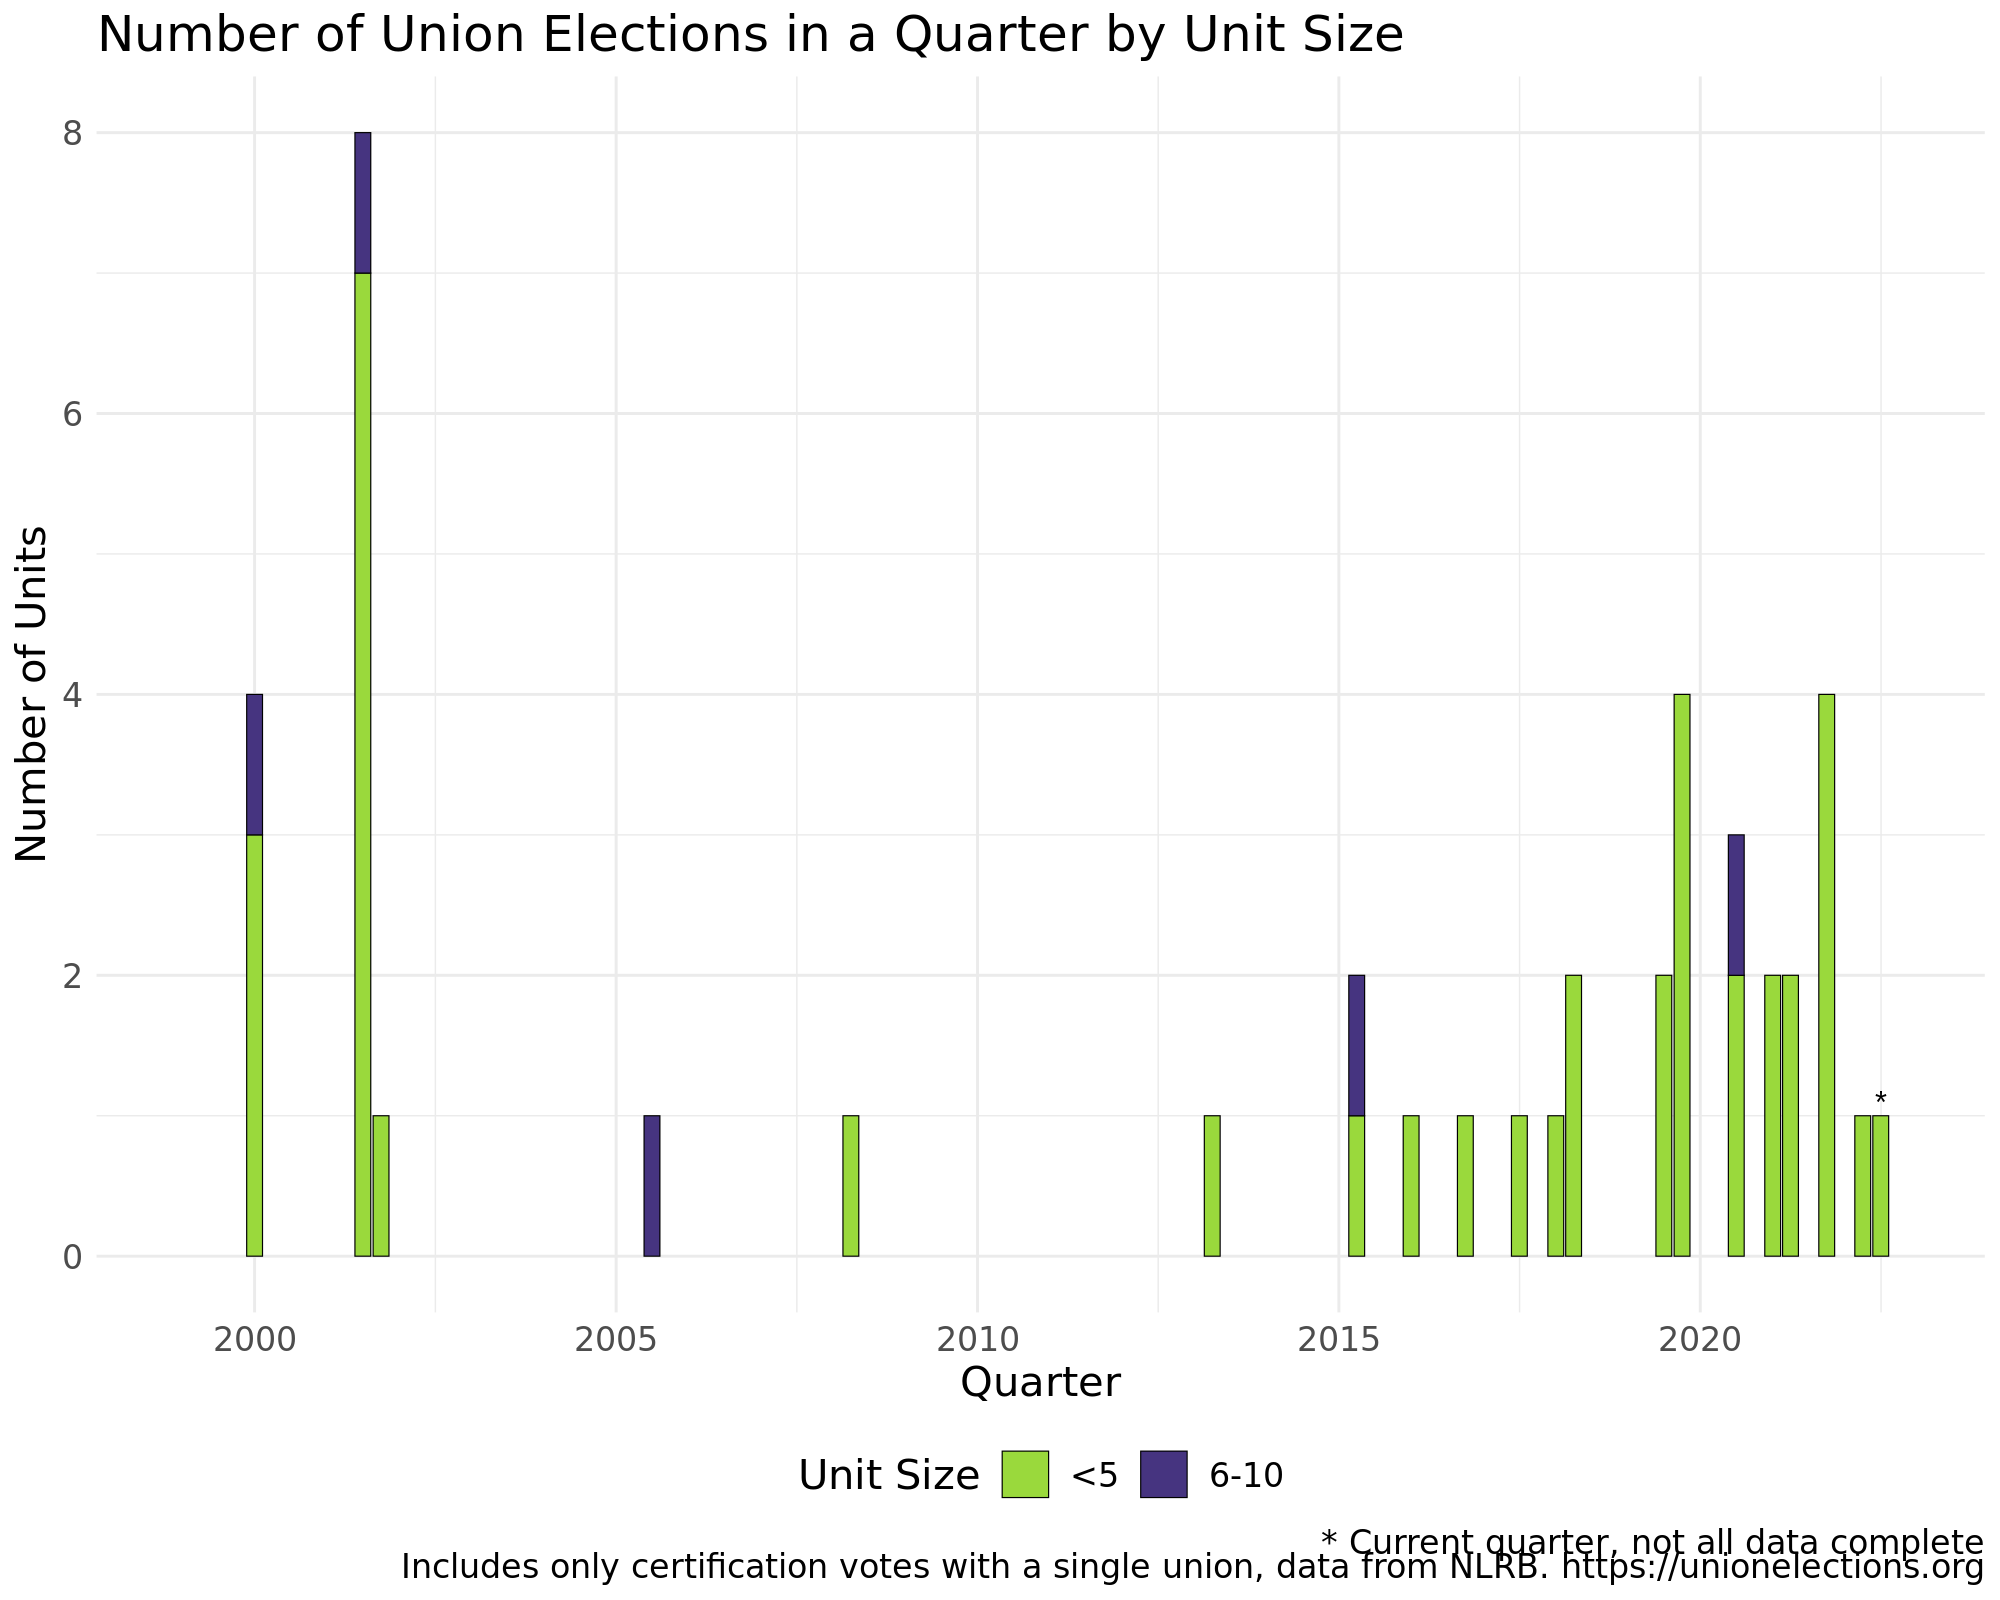 Number of Union Elections in a Quarter by Unit Size
Number of Units
8
6
4
2
0
*
2000 2005 2010 2015 2020
Quarter
Unit Size <5 6-10
* Current quarter, not all data complete
Includes only certification votes with a single union, data from NLRB. https://unionelections.org